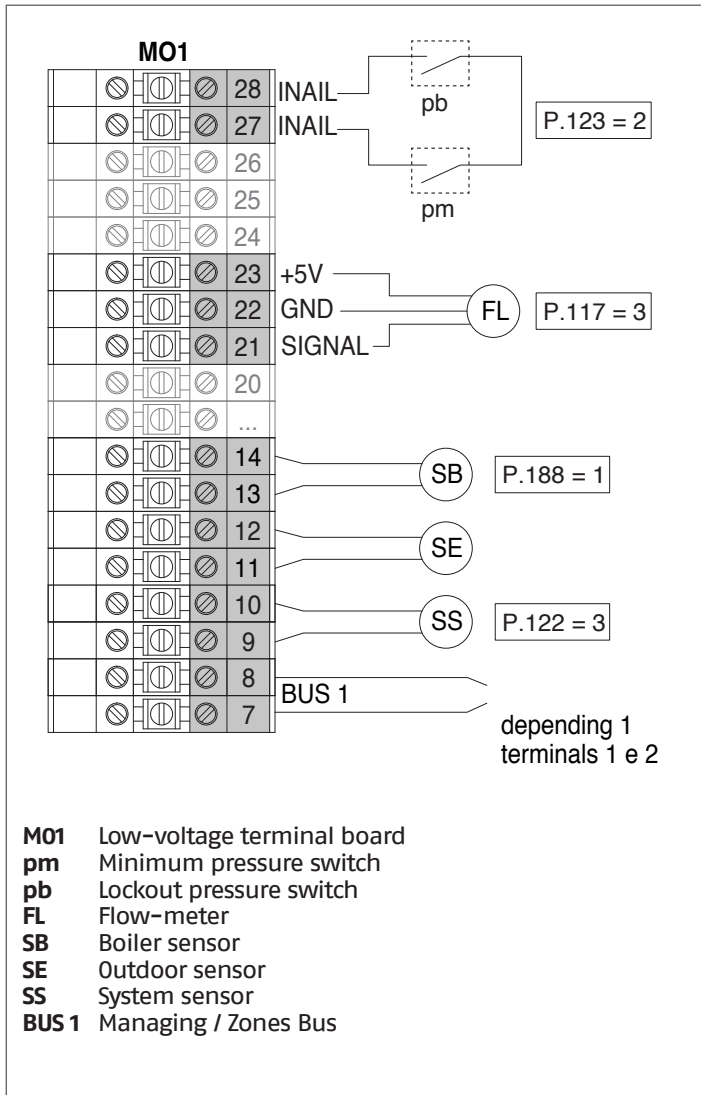 MO1
28 INAIL
pb
27 INAIL
P.123 = 2
26
pm
25
24
23 +5V
22 GND FL P.117 = 3
21 SIGNAL
20
...
14
SB P.188 = 1
13
12
SE
11
10
SS P.122 = 3
9
8
BUS 1
7
depending 1
terminals 1 e 2
MO1 Low-voltage terminal board
pm Minimum pressure switch
pb Lockout pressure switch
FL Flow-meter
SB Boiler sensor
SE Outdoor sensor
SS System sensor
BUS 1 Managing / Zones Bus